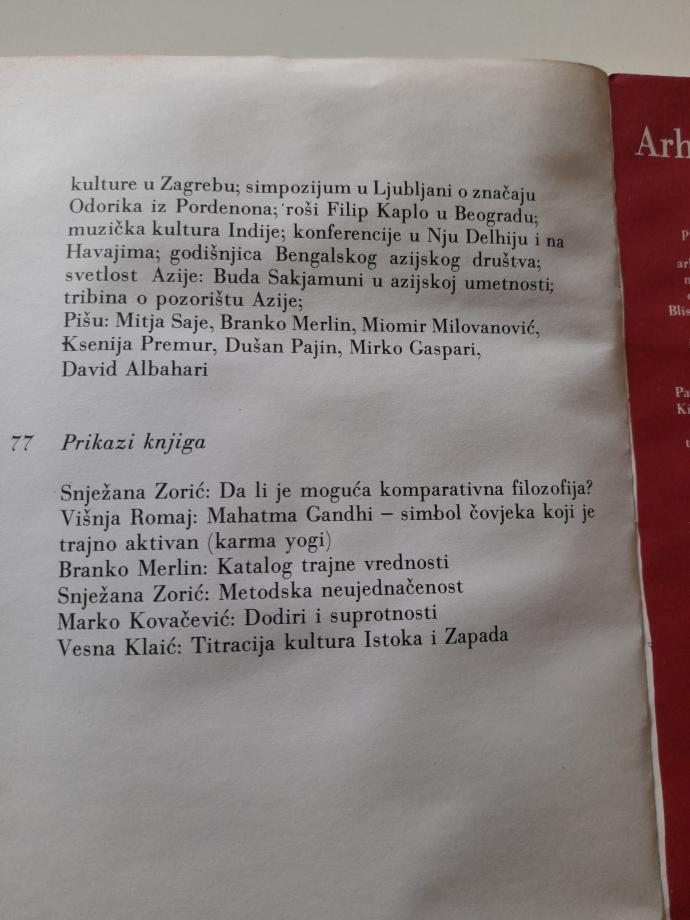 kulture u Zagrebu; simpozijum u Ljubljani o značaju
Odorika iz Pordenona; roši Filip Kaplo u Beogradu;
muzička kultura Indije; konferencije u Nju Delhiju i na
Havajima; godišnjica Bengalskog azijskog društva;
svetlost Azije: Buda Sakjamuni u azijskoj umetnosti;
tribina o pozorištu Azije;
Pišu: Mitja Saje, Branko Merlin, Miomir Milovanović,
Ksenija Premur, Dušan Pajin, Mirko Gaspari,
David Albahari
77 Prikazi knjiga
Snježana Zorić: Da li je moguća komparativna filozofija?
Višnja Romaj: Mahatma Gandhi – simbol čovjeka koji je
trajno aktivan (karma yogi)
Branko Merlin: Katalog trajne vrednosti
Snježana Zorić: Metodska neujednačenost
Marko Kovačević: Dodiri i suprotnosti
Vesna Klaić: Titracija kultura Istoka i Zapada
Arh